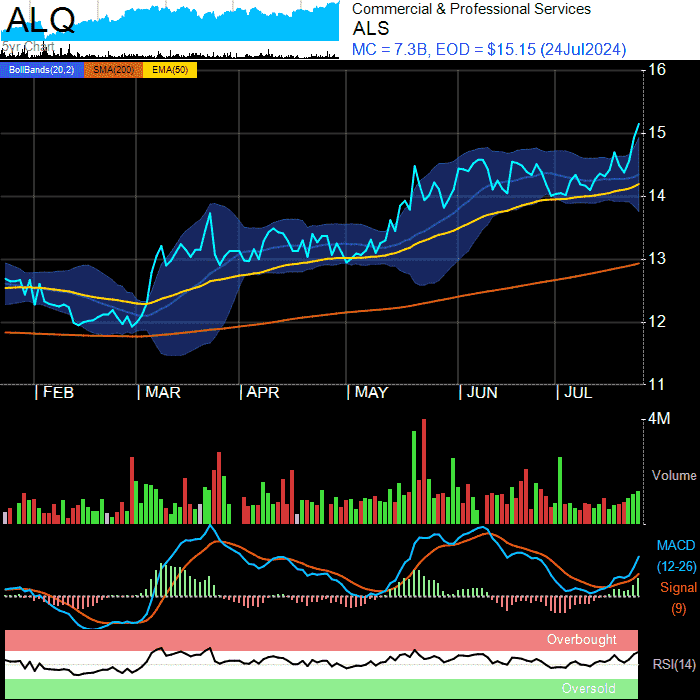 ALQ
5yr Chart
Commercial & Professional Services
ALS
MC = 7.3B, EOD = $15.15 (24Jul2024)
BollBands(20,2) SMA(200) EMA(50)
16
15
14
13
12
11
| FEB | MAR | APR | MAY | JUN | JUL
4M
Volume
MACD
(12-26)
Signal
(9)
Overbought
RSI(14)
Oversold